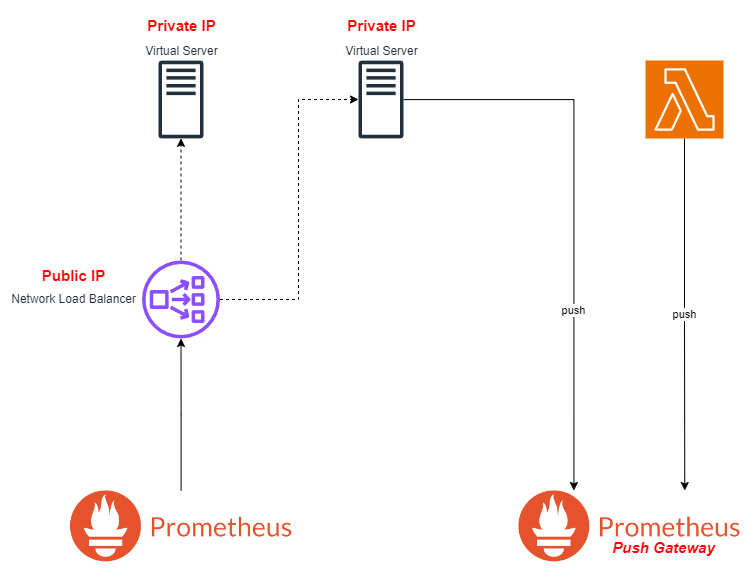 Private IP
Virtual Server
Private IP
Virtual Server
Public IP
Network Load Balancer
push
push
Prometheus
Prometheus
Push Gateway